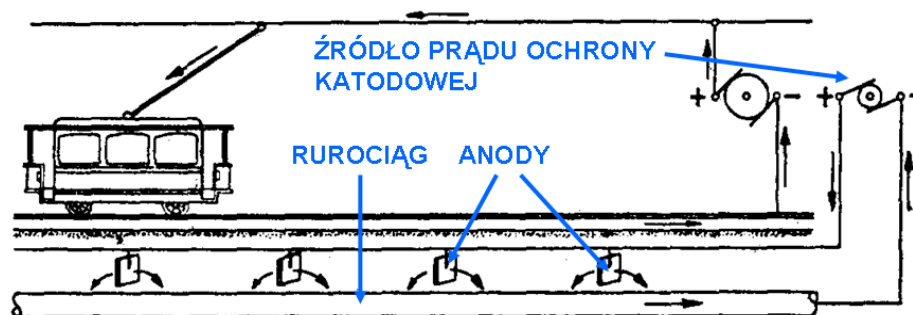 ŹRÓDŁO PRĄDU OCHRONY
KATODOWEJ
+ - + -
RUROCIĄG ANODY